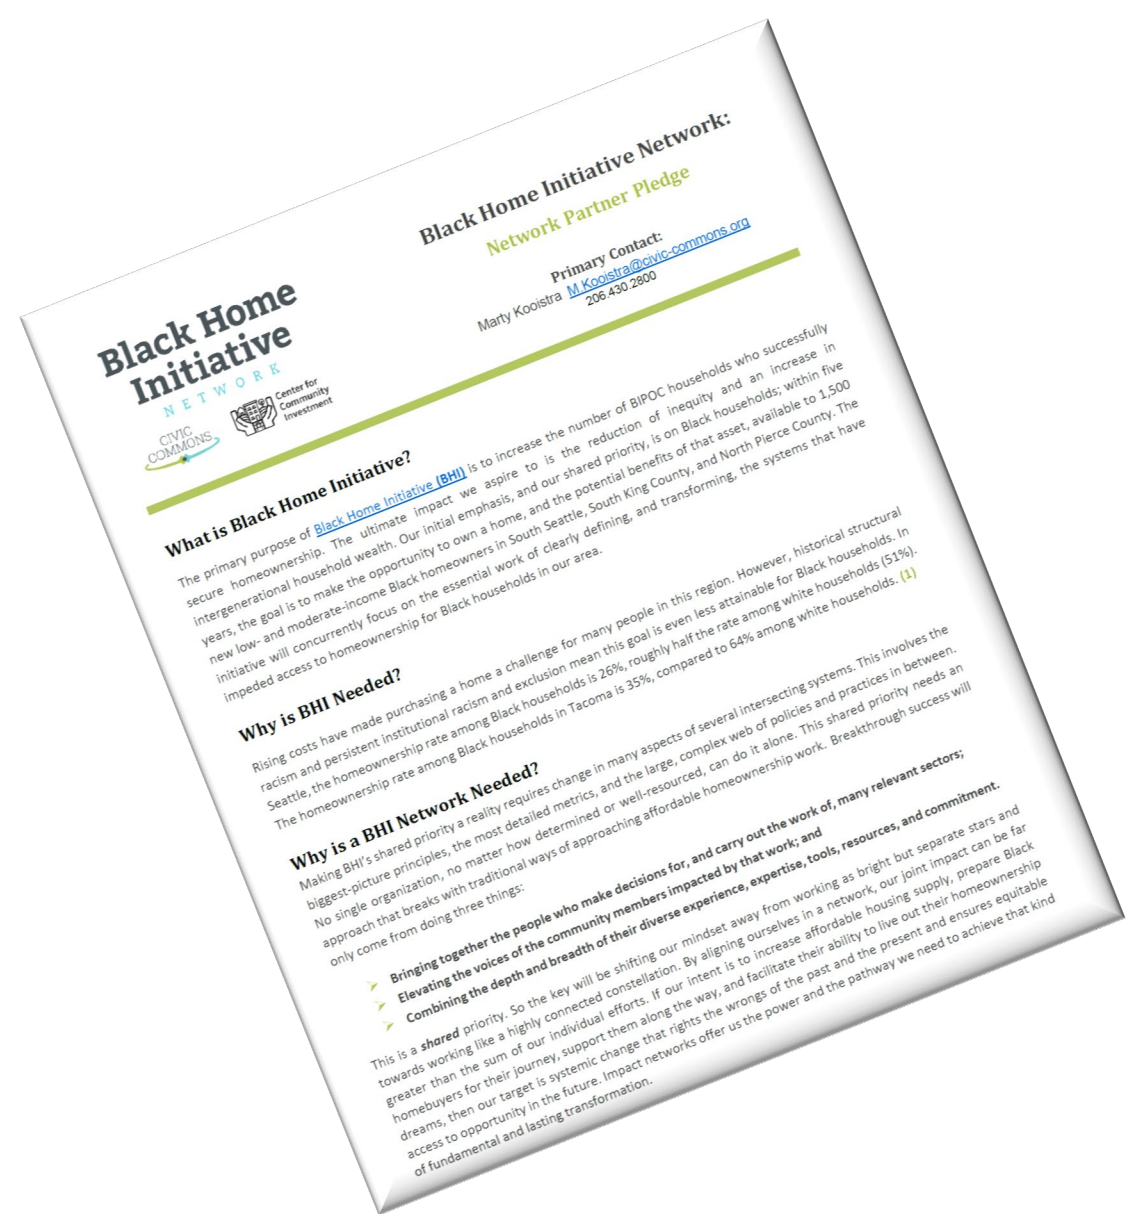 Black Home Initiative Network:
Network Partner Pledge
Primary Contact:
Marty Kooistra M.Kooistra@civic-commons.org
206.430.2800
Black Home
Initiative
NETWORK
CIVIC
COMMONS
Center for
Community
Investment
What is Black Home Initiative?
The primary purpose of Black Home Initiative (BHI) is to increase the number of BIPOC households who successfully
secure homeownership. The ultimate impact we aspire to is the reduction of inequity and an increase in
intergenerational household wealth. Our initial emphasis, and our shared priority, is on Black households; within five
years, the goal is to make the opportunity to own a home, and the potential benefits of that asset, available to 1,500
new low- and moderate-income Black homeowners in South Seattle, South King County, and North Pierce County. The
initiative will concurrently focus on the essential work of clearly defining, and transforming, the systems that have
impeded access to homeownership for Black households in our area.
Why is BHI Needed?
Rising costs have made purchasing a home a challenge for many people in this region. However, historical structural
racism and persistent institutional racism and exclusion mean this goal is even less attainable for Black households. In
Seattle, the homeownership rate among Black households is 26%, roughly half the rate among white households (51%).
The homeownership rate among Black households in Tacoma is 35%, compared to 64% among white households. (1)
Why is a BHI Network Needed?
Making BHI's shared priority a reality requires change in many aspects of several intersecting systems. This involves the
biggest-picture principles, the most detailed metrics, and the large, complex web of policies and practices in between.
No single organization, no matter how determined or well-resourced, can do it alone. This shared priority needs an
approach that breaks with traditional ways of approaching affordable homeownership work. Breakthrough success will
only come from doing three things:
Bringing together the people who make decisions for, and carry out the work of, many relevant sectors;
Elevating the voices of the community members impacted by that work; and
Combining the depth and breadth of their diverse experience, expertise, tools, resources, and commitment.
This is a shared priority. So the key will be shifting our mindset away from working as bright but separate stars and
towards working like a highly connected constellation. By aligning ourselves in a network, our joint impact can be far
greater than the sum of our individual efforts. If our intent is to increase affordable housing supply, prepare Black
homebuyers for their journey, support them along the way, and facilitate their ability to live out their homeownership
dreams, then our target is systemic change that rights the wrongs of the past and the present and ensures equitable
access to opportunity in the future. Impact networks offer us the power and the pathway we need to achieve that kind
of fundamental and lasting transformation.